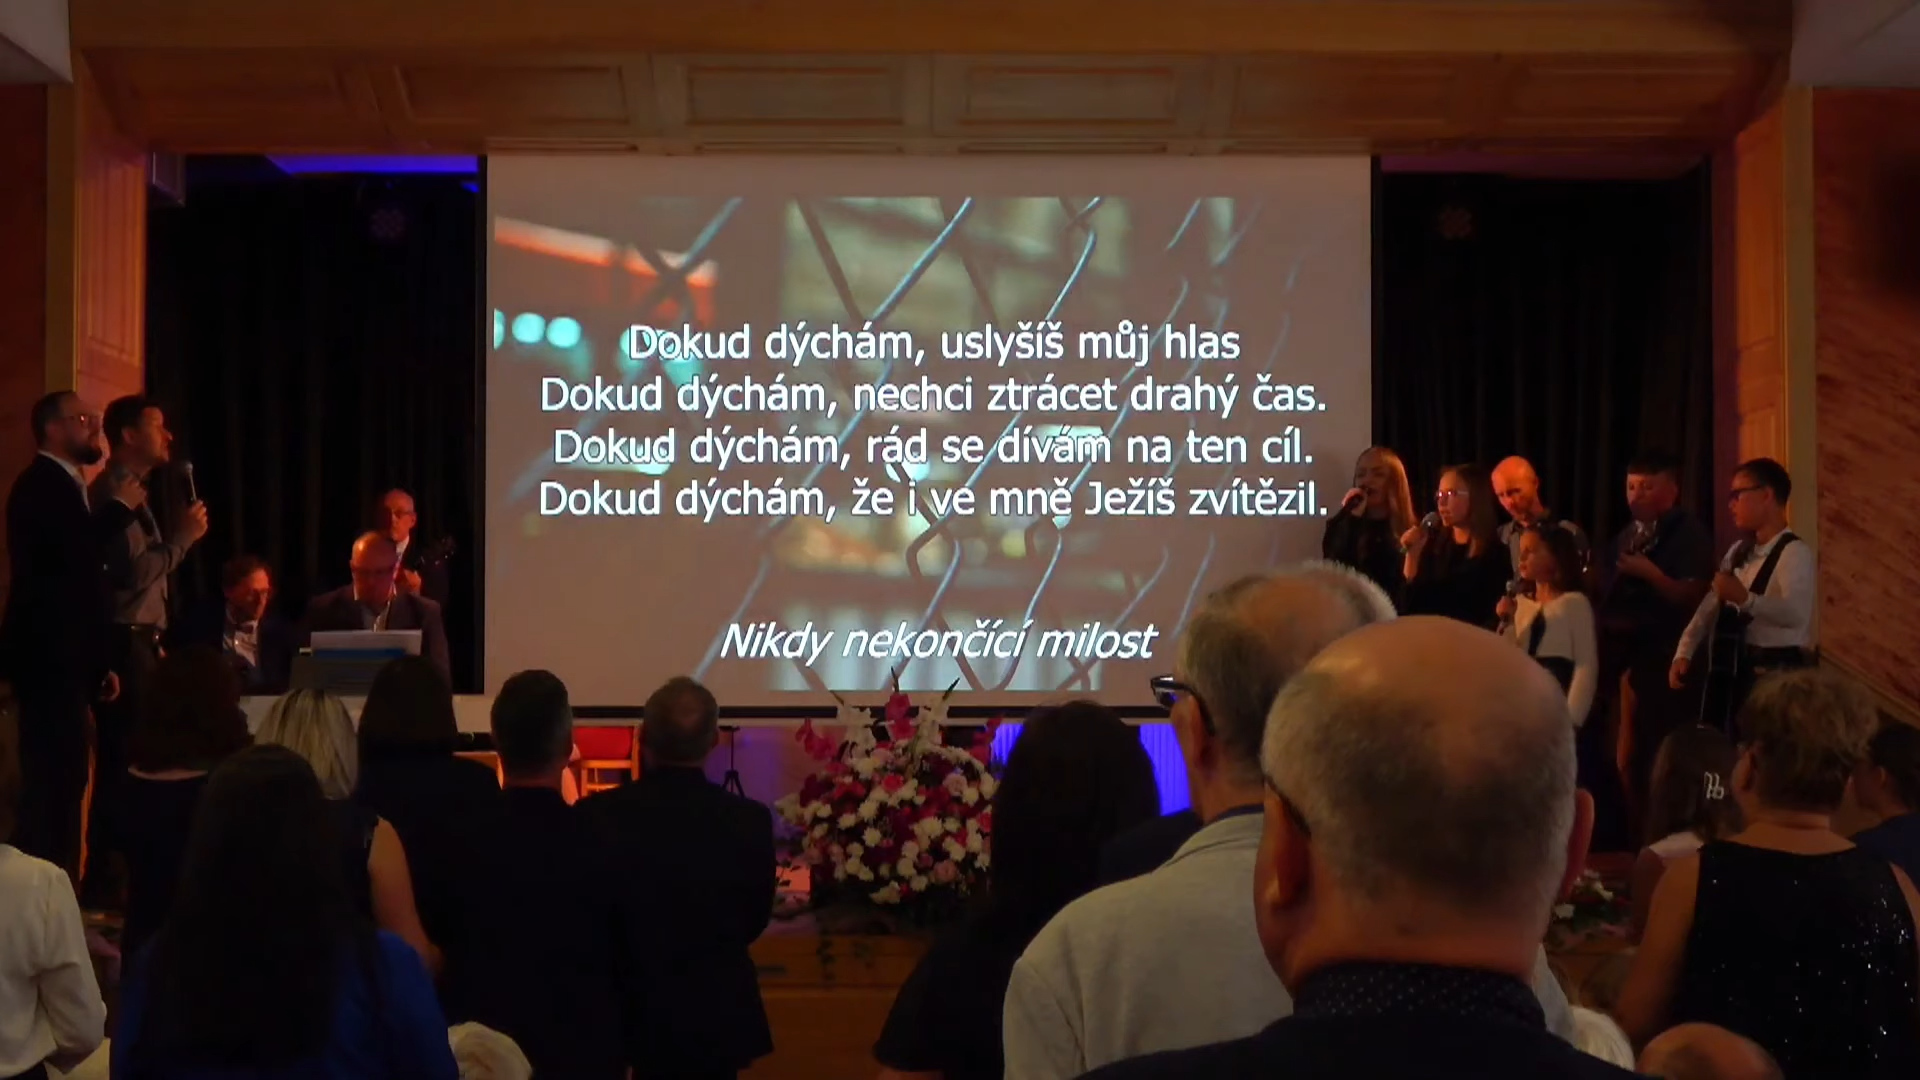 Dokud dýchám, uslyšíš můj hlas
Dokud dýchám, nechci ztrácet drahý čas.
Dokud dýchám, rád se dívám na ten cíl.
Dokud dýchám, že i ve mně Ježíš zvítězil.
Nikdy nekončící milost